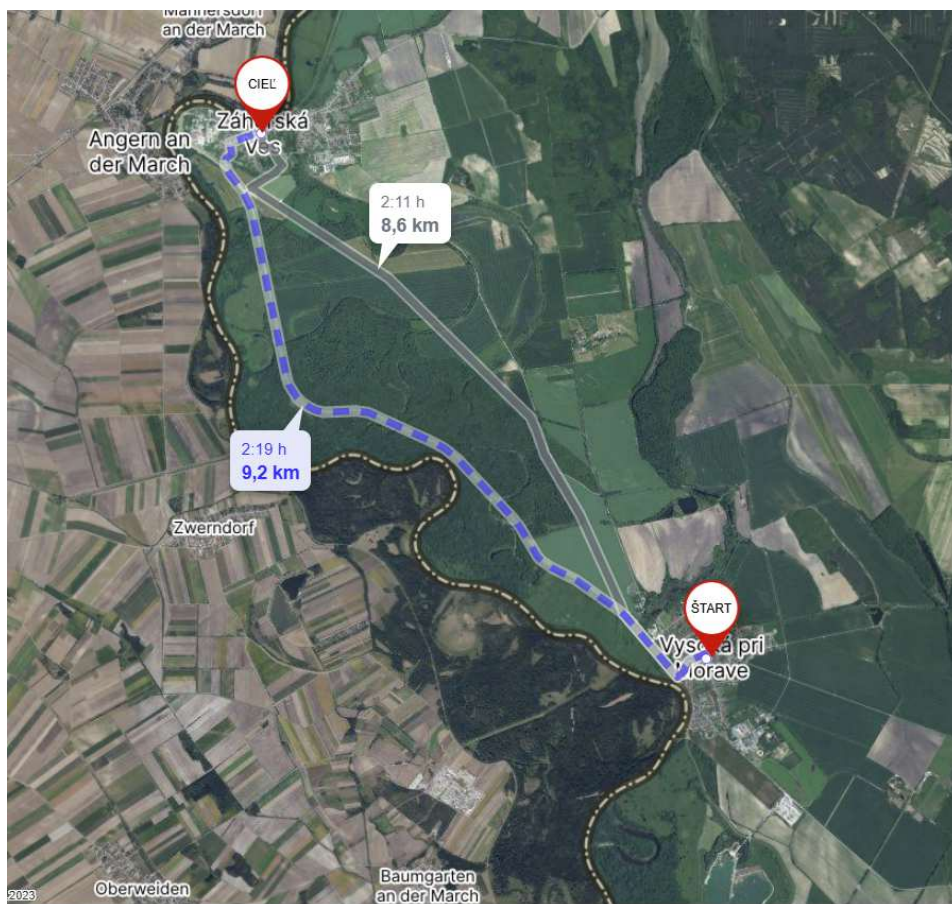 Mannersdorf
an der March
CIEĽ
Záhorská
Ves
Angern an
der March
2:11 h
8,6 km
2:19 h
9,2 km
Zwerndorf
ŠTART
Vysoká pri
Morave
Oberweiden
Baumgarten
an der March
2023